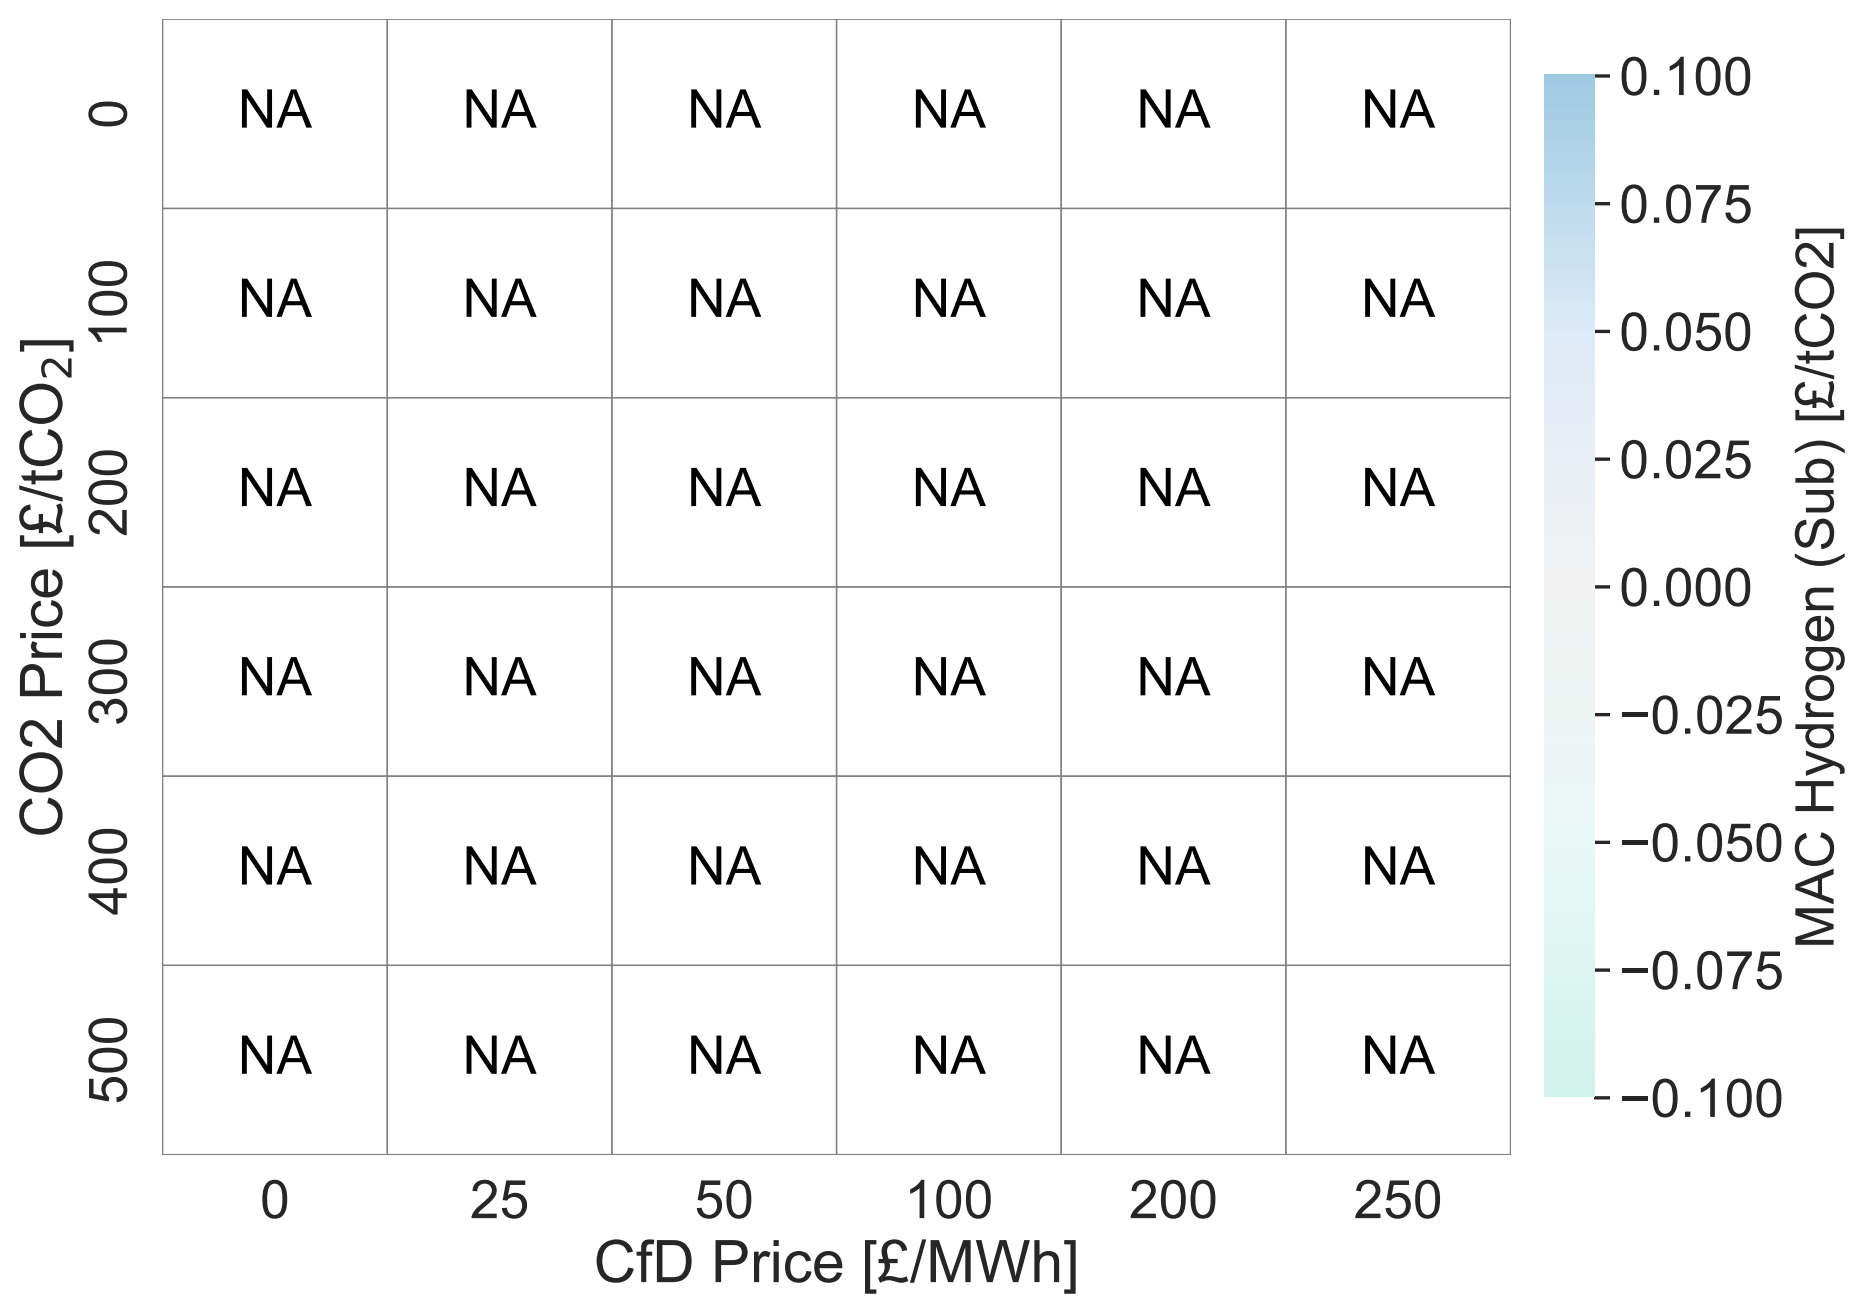 CO2 Price [£/tCO₂]
0 NA NA NA NA NA NA
100 NA NA NA NA NA NA
200 NA NA NA NA NA NA
300 NA NA NA NA NA NA
400 NA NA NA NA NA NA
500 NA NA NA NA NA NA
0 25 50 100 200 250
CfD Price [£/MWh]
0.100
0.075
0.050
0.025
0.000
−0.025
−0.050
−0.075
−0.100
MAC Hydrogen (Sub) [£/tCO2]